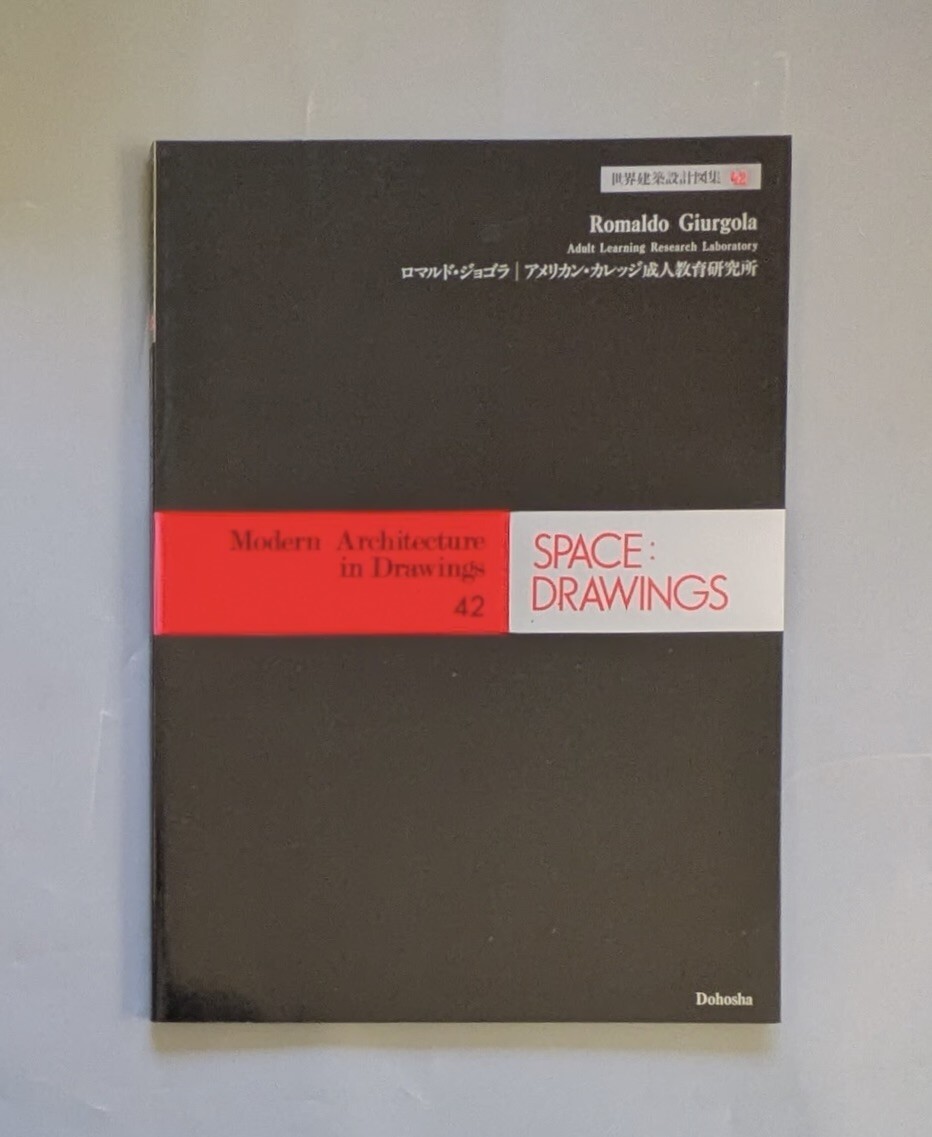 世界建築設計図集 42
Romaldo Giurgola
Adult Learning Research Laboratory
ロマルド・ジョゴラ｜アメリカン・カレッジ成人教育研究所
Modern Architecture
in Drawings
42
SPACE:
DRAWINGS
Dohosha